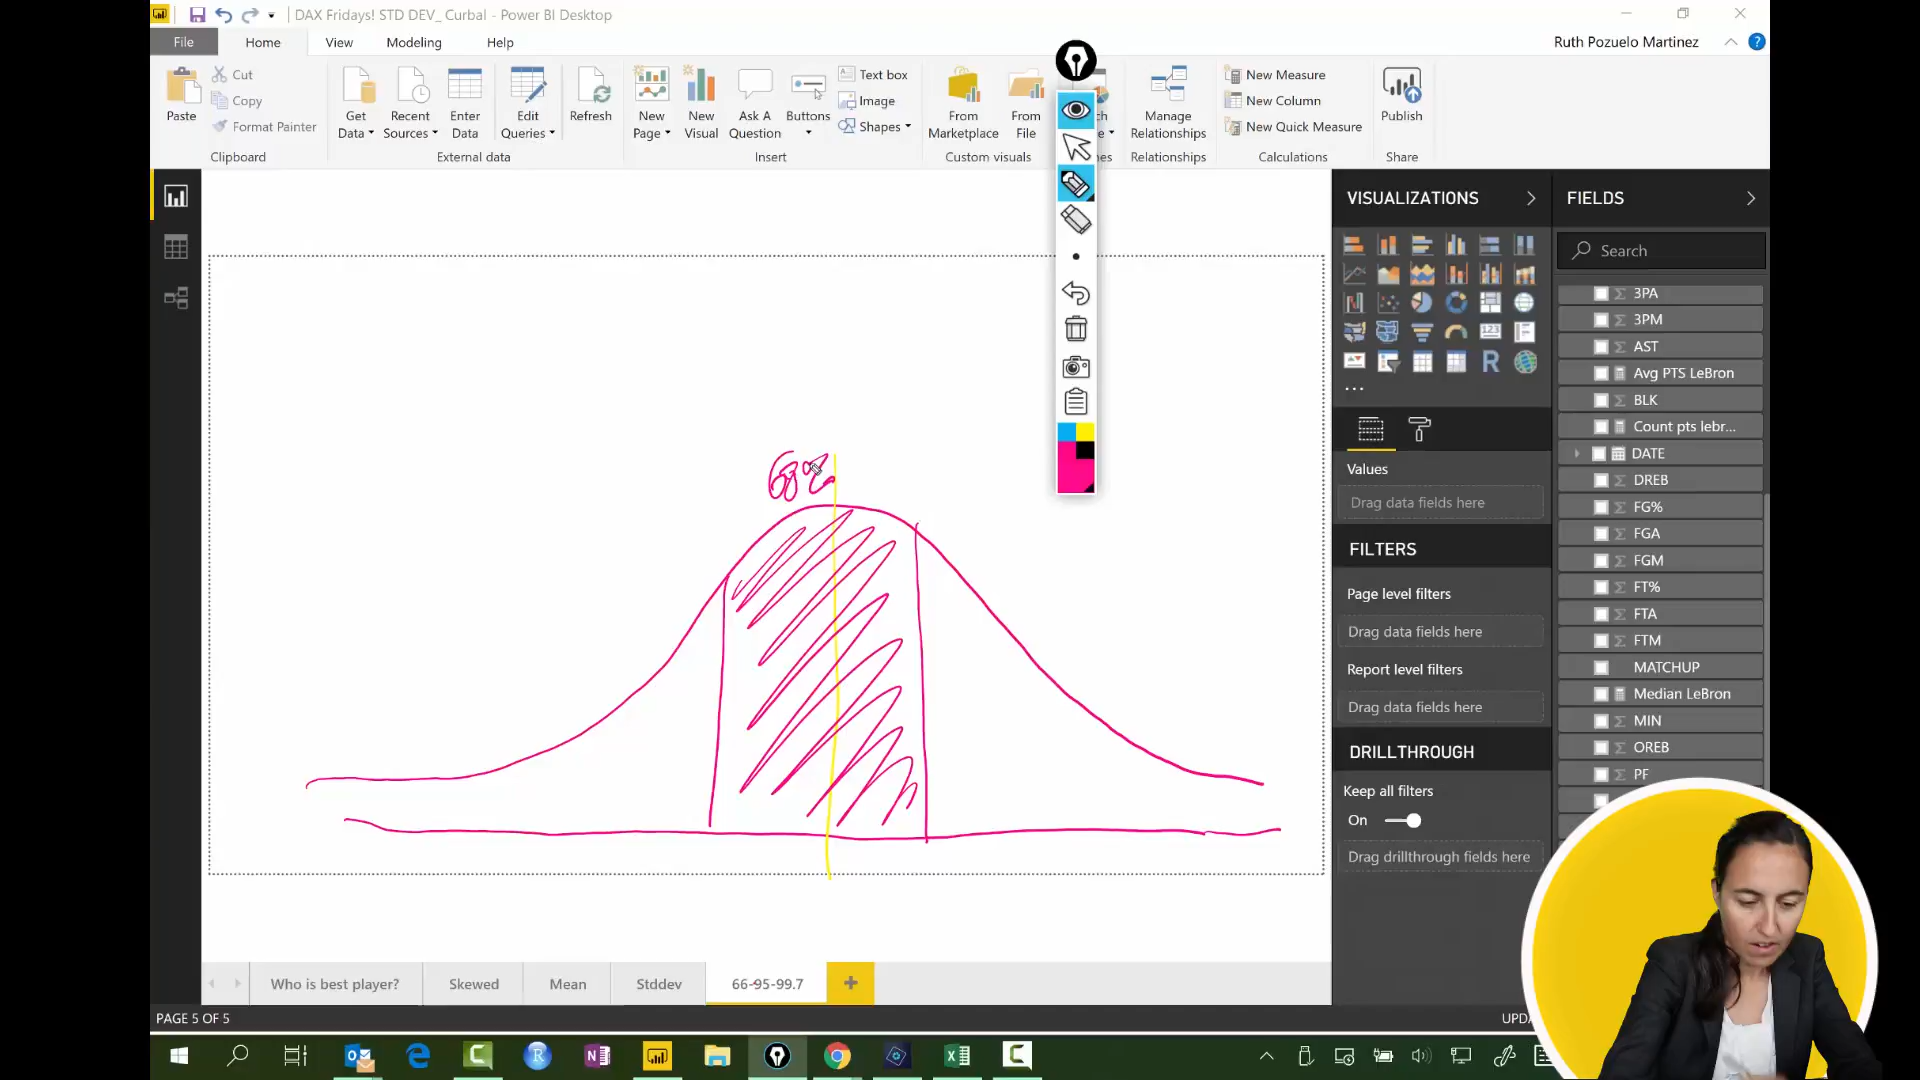 DAX Fridays! STD DEV_ Curbal - Power BI Desktop
File Home View Modeling Help
Ruth Pozuelo Martinez
Paste
Cut
Copy
Format Painter
Clipboard
Get Data
Recent Sources
Enter Data
Edit Queries
Refresh
External data
New Page
New Visual
Ask A Question
Buttons
Text box
Image
Shapes
Insert
From Marketplace
From File
Custom visuals
Manage Relationships
Relationships
New Measure
New Column
New Quick Measure
Calculations
Publish
Share
68%
VISUALIZATIONS
R
123
Values
Drag data fields here
FILTERS
Page level filters
Drag data fields here
Report level filters
Drag data fields here
DRILLTHROUGH
Keep all filters
On
Drag drillthrough fields here
FIELDS
Search
3PA
3PM
AST
Avg PTS LeBron
BLK
Count pts lebr...
DATE
DREB
FG%
FGA
FGM
FT%
FTA
FTM
MATCHUP
Median LeBron
MIN
OREB
PF
Who is best player? Skewed Mean Stddev 66-95-99.7
PAGE 5 OF 5